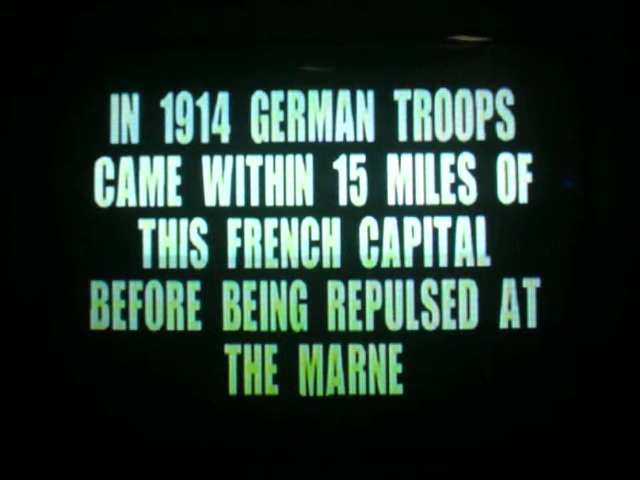 IN 1914 GERMAN TROOPS
CAME WITHIN 15 MILES OF
THIS FRENCH CAPITAL
BEFORE BEING REPULSED AT
THE MARNE